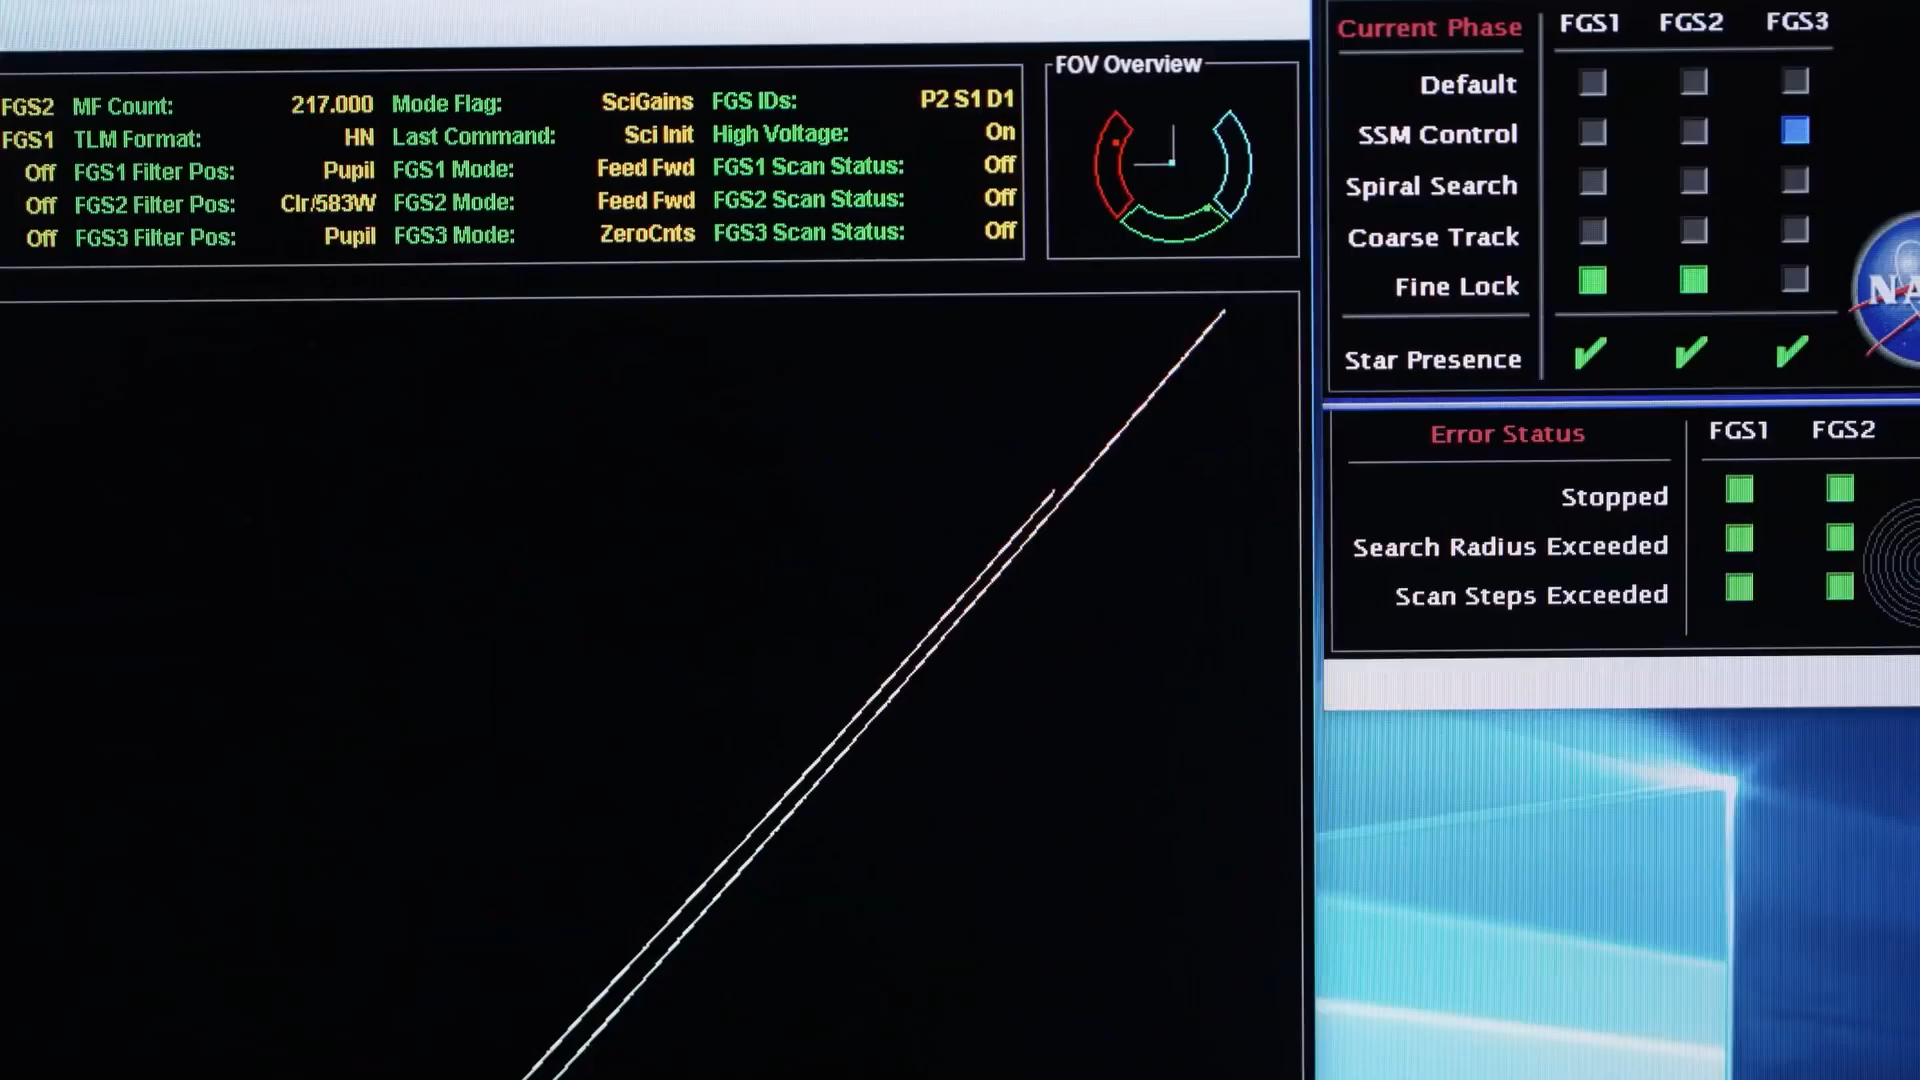 FGS2 MF Count: 217.000 Mode Flag: SciGains FGS IDs: P2 S1 D1
FGS1 TLM Format: HN Last Command: Sci Init High Voltage: On
Off FGS1 Filter Pos: Pupil FGS1 Mode: Feed Fwd FGS1 Scan Status: Off
Off FGS2 Filter Pos: Clr/583W FGS2 Mode: Feed Fwd FGS2 Scan Status: Off
Off FGS3 Filter Pos: Pupil FGS3 Mode: ZeroCnts FGS3 Scan Status: Off
FOV Overview
Current Phase FGS1 FGS2 FGS3
Default
SSM Control
Spiral Search
Coarse Track
Fine Lock
Star Presence
NA
Error Status FGS1 FGS2
Stopped
Search Radius Exceeded
Scan Steps Exceeded